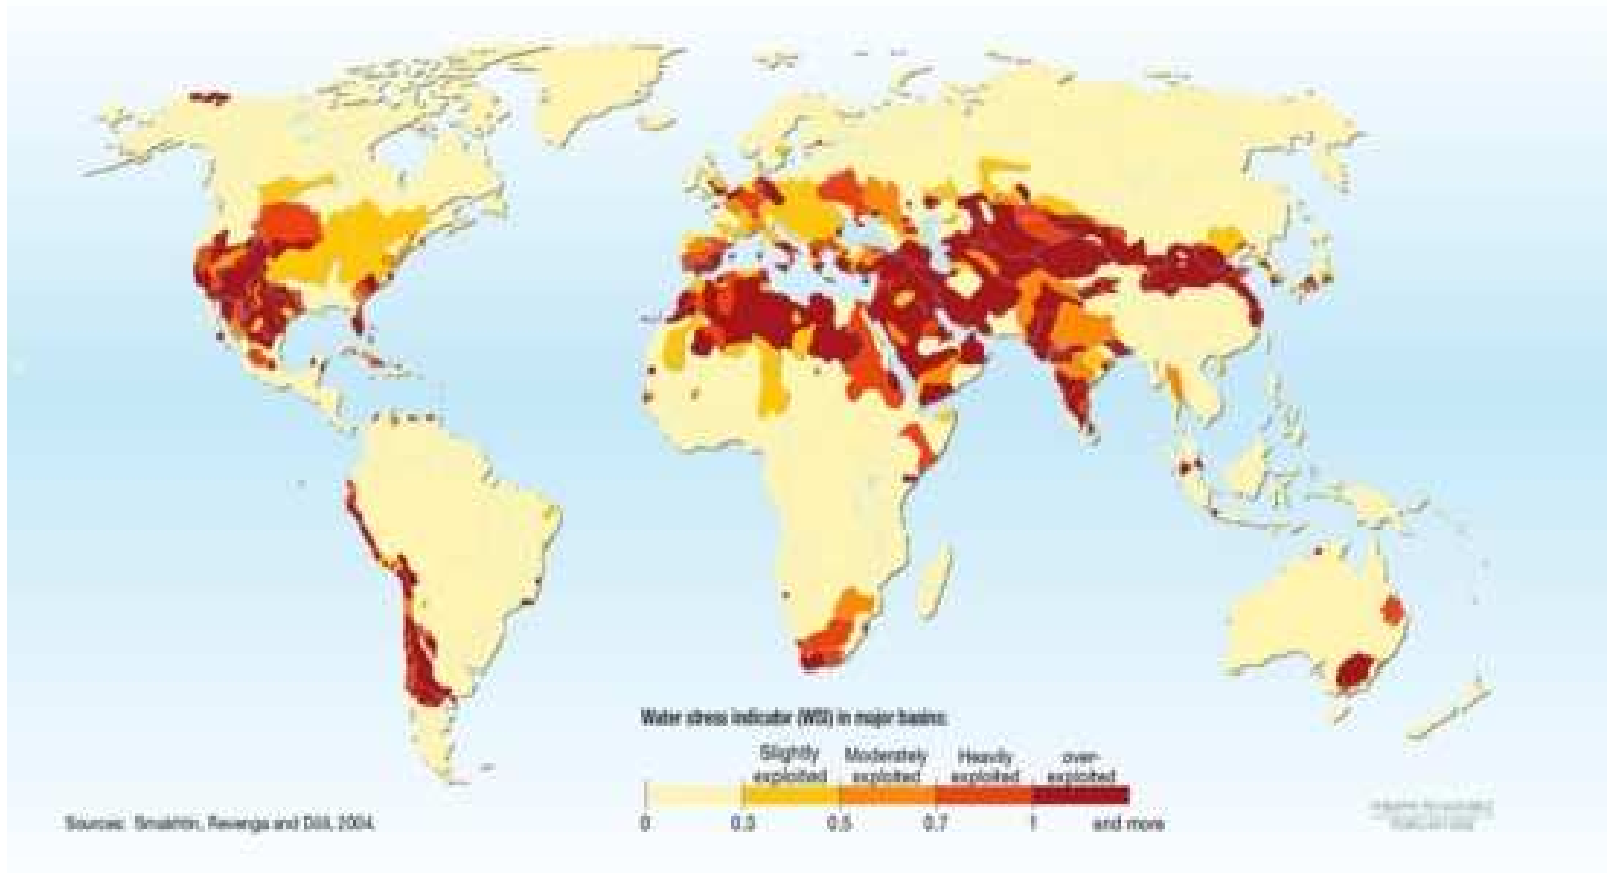 Water stress indicator (WSI) in major basins
Slightly Moderately Heavily over-
exploited exploited exploited exploited
0 0.3 0.5 0.7 1 and more
Sources: Smakhtin, Revenga and Döll, 2004.